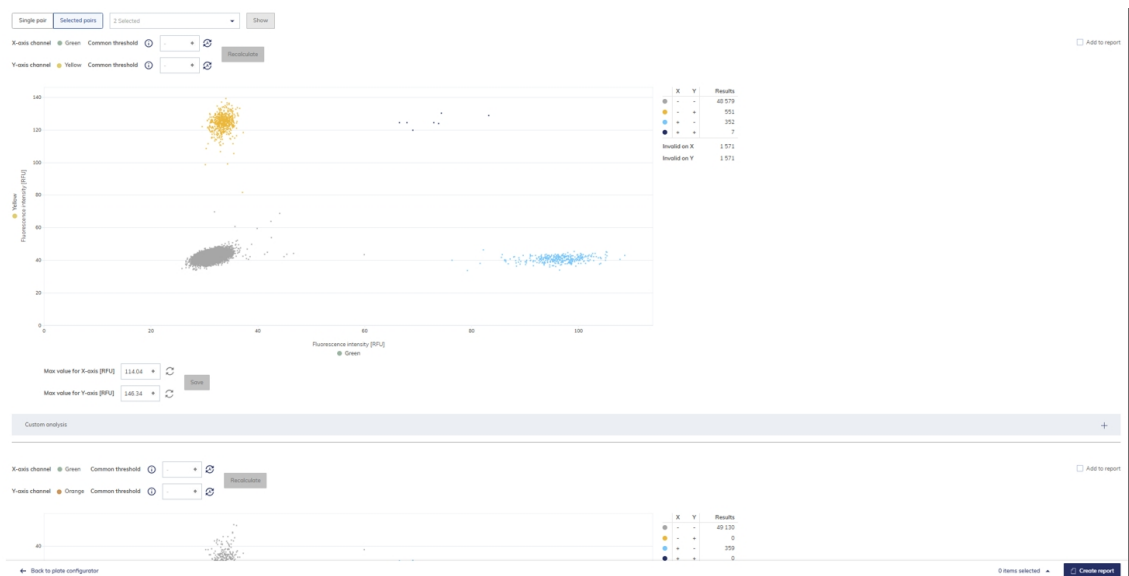 Single pair Selected pairs 2 Selected Show
X-axis channel Green Common threshold - Recalculate Add to report
Y-axis channel Yellow Common threshold -
X Y Results
- - 48 579
- + 551
+ - 352
+ + 7
Invalid on X 1 571
Invalid on Y 1 571
140
120
100
80
60
40
20
0
Yellow
Fluorescence intensity [RFU]
0 20 40 60 80 100
Fluorescence intensity [RFU]
Green
Max value for X-axis [RFU] 114.04 Save
Max value for Y-axis [RFU] 146.34
Custom analysis
X-axis channel Green Common threshold - Recalculate Add to report
Y-axis channel Orange Common threshold -
X Y Results
- - 49 130
- + 0
+ - 359
+ + 0
40
Back to plate configurator 0 items selected Create report